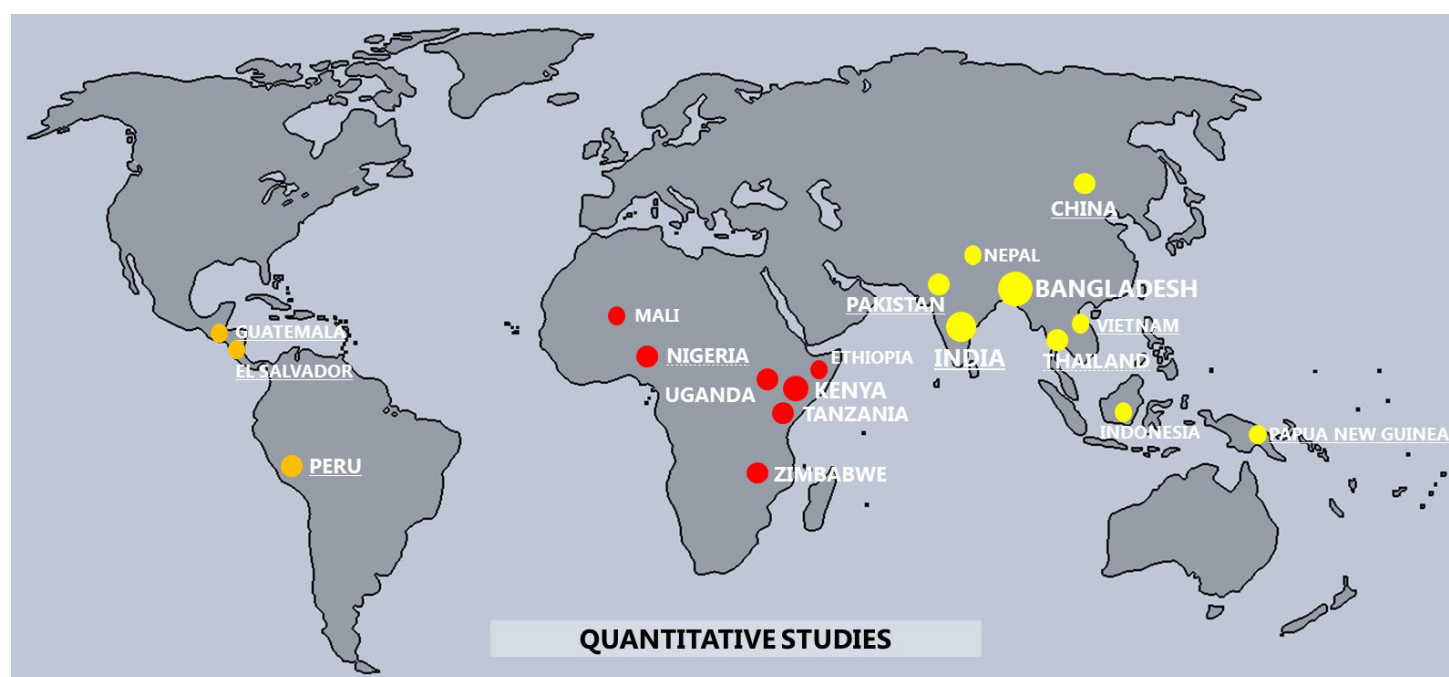 CHINA
NEPAL
BANGLADESH
PAKISTAN
MALI
VIETNAM
GUATEMALA
NIGERIA
ETHIOPIA
INDIA
THAILAND
EL SALVADOR
UGANDA
KENYA
TANZANIA
INDONESIA
PAPUA NEW GUINEA
PERU
ZIMBABWE
QUANTITATIVE STUDIES